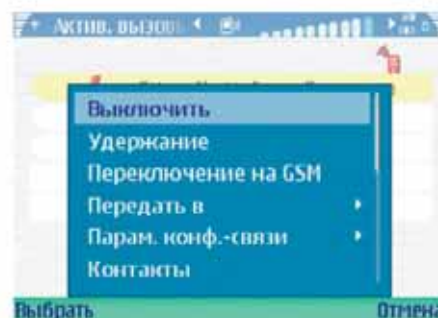 Актив. вызов
Выключить
Удержание
Переключение на GSM
Передать в
Парам. конф.-связи
Контакты
Выбрать
Отмена